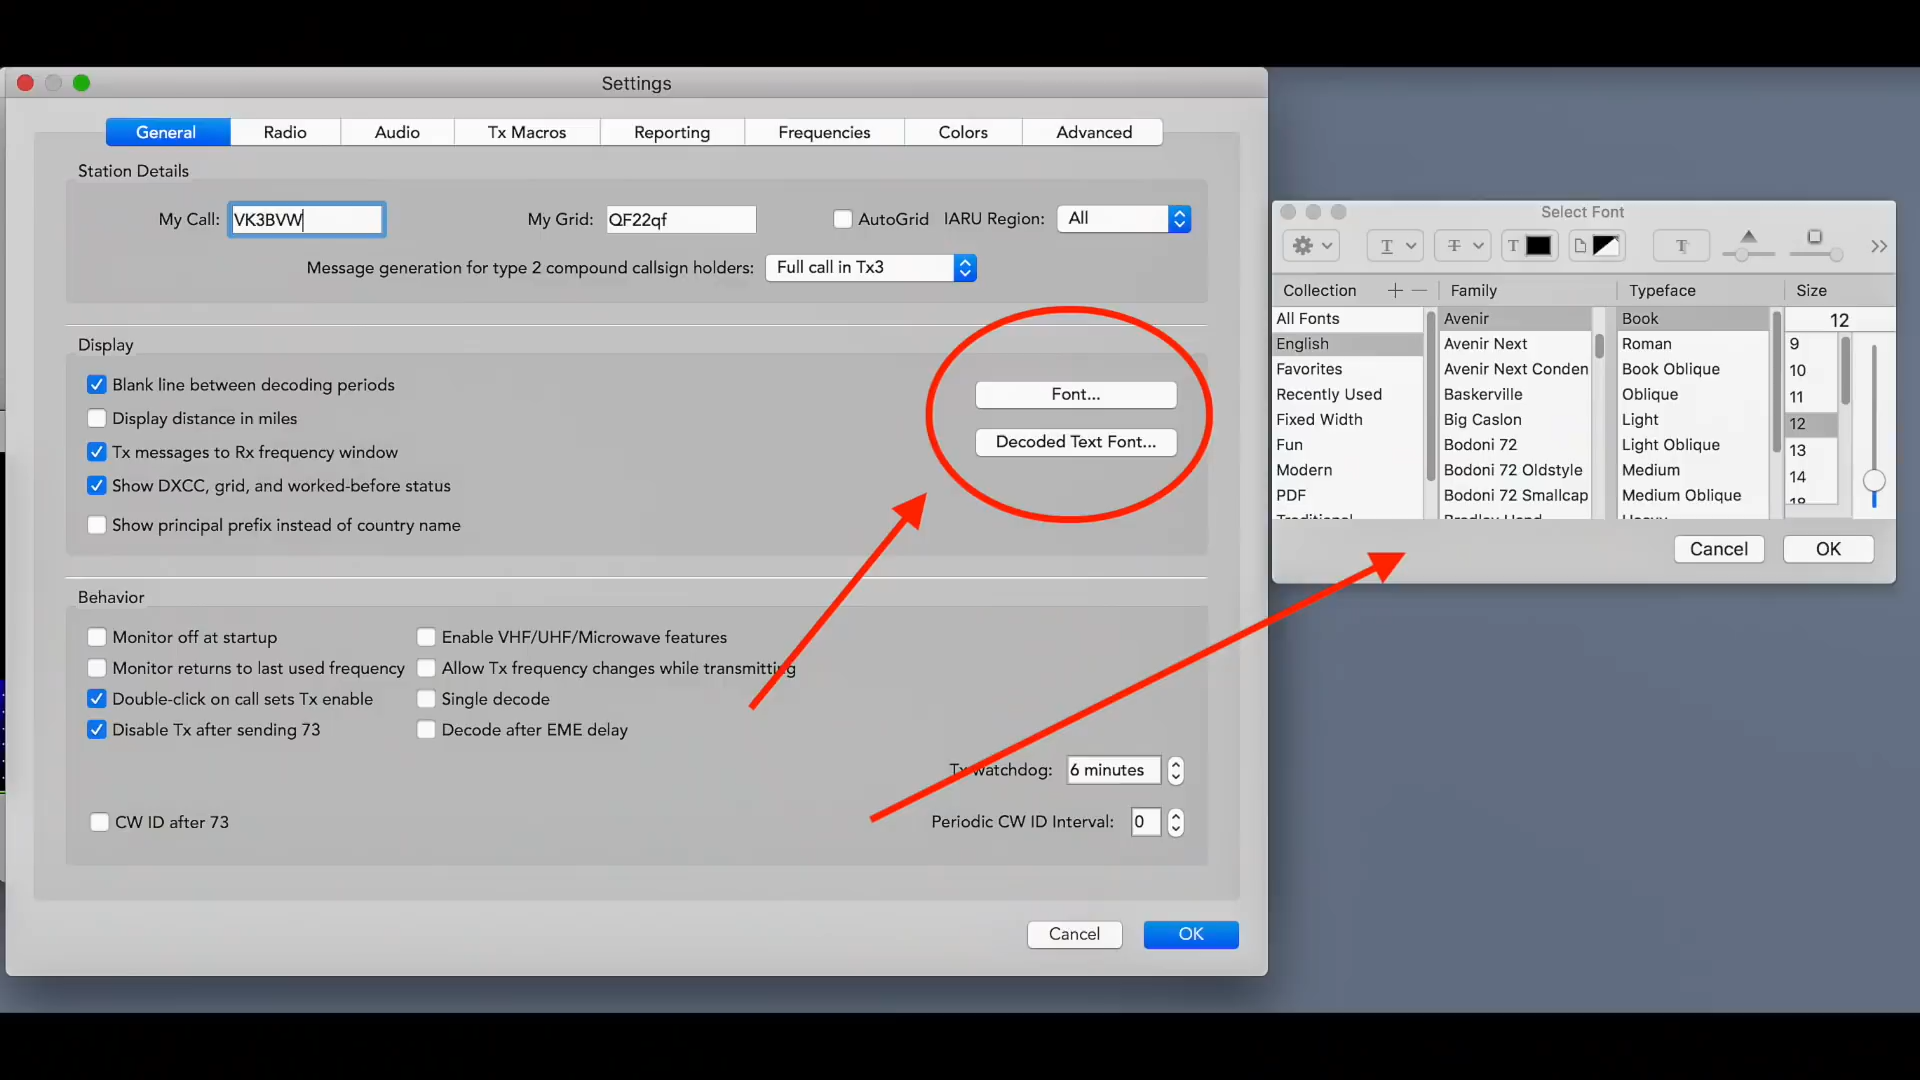 Settings
General Radio Audio Tx Macros Reporting Frequencies Colors Advanced
Station Details
My Call: VK3BVW My Grid: QF22qf AutoGrid IARU Region: All
Message generation for type 2 compound callsign holders: Full call in Tx3
Display
Blank line between decoding periods
Font...
Display distance in miles
Decoded Text Font...
Tx messages to Rx frequency window
Show DXCC, grid, and worked-before status
Show principal prefix instead of country name
Behavior
Monitor off at startup Enable VHF/UHF/Microwave features
Monitor returns to last used frequency Allow Tx frequency changes while transmitting
Double-click on call sets Tx enable Single decode
Disable Tx after sending 73 Decode after EME delay
Tx watchdog: 6 minutes
CW ID after 73 Periodic CW ID Interval: 0
Cancel OK
Select Font
T T T T
Collection + − Family Typeface Size
All Fonts Avenir Book 12
English Avenir Next Roman 9
Favorites Avenir Next Conden Book Oblique 10
Recently Used Baskerville Oblique 11
Fixed Width Big Caslon Light 12
Fun Bodoni 72 Light Oblique 13
Modern Bodoni 72 Oldstyle Medium 14
PDF Bodoni 72 Smallcap Medium Oblique 18
Traditional Bradley Hand Heavy
Cancel OK